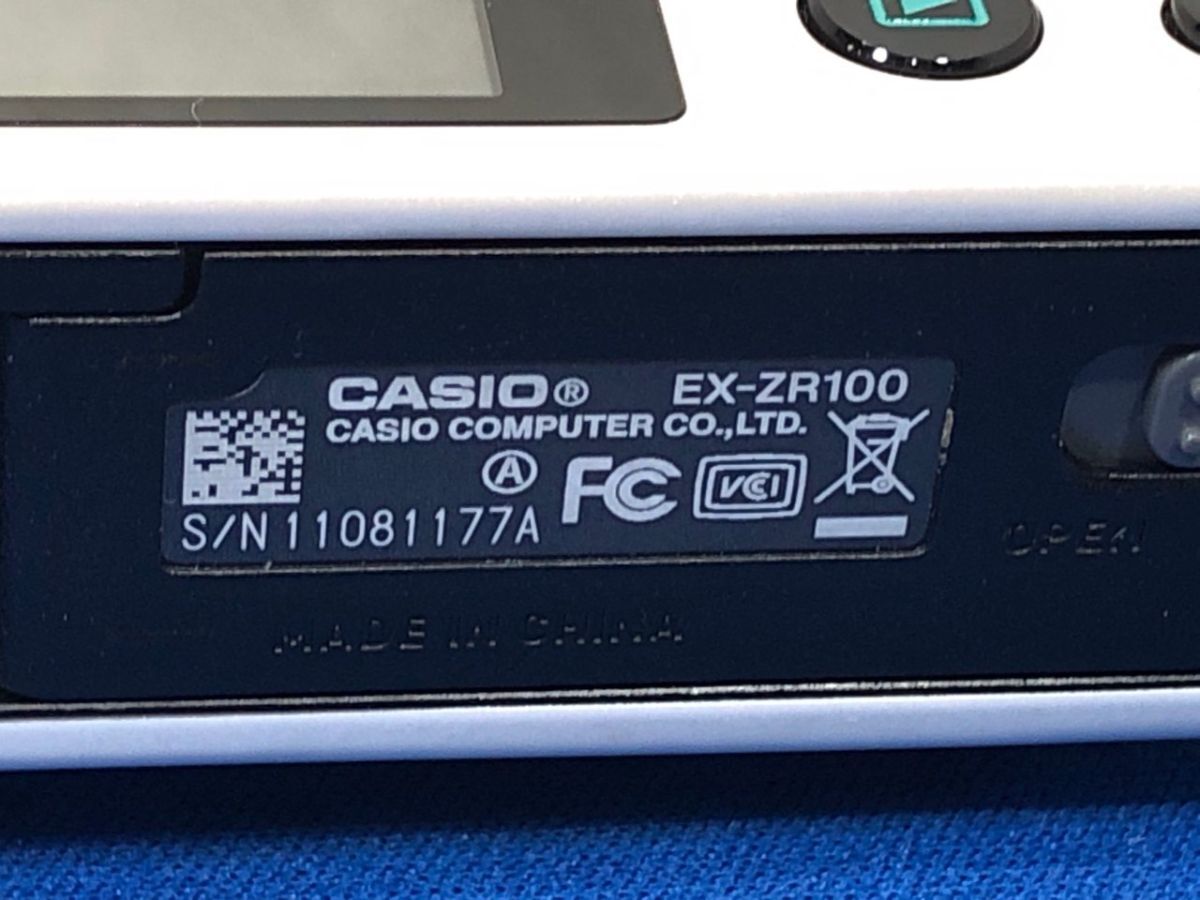 CASIO® EX-ZR100
CASIO COMPUTER CO.,LTD.
A FC VCI
S/N 11081177A
OPEN
MADE IN CHINA